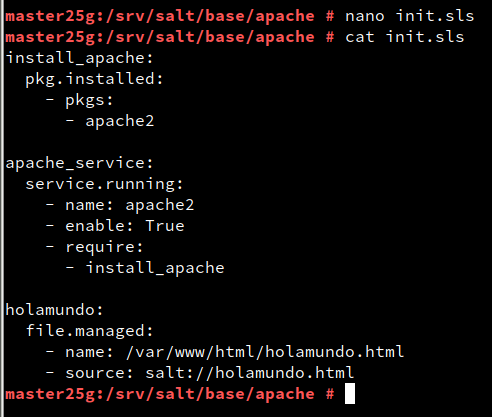 master25g:/srv/salt/base/apache # nano init.sls
master25g:/srv/salt/base/apache # cat init.sls
install_apache:
  pkg.installed:
    - pkgs:
      - apache2

apache_service:
  service.running:
    - name: apache2
    - enable: True
    - require:
      - install_apache

holamundo:
  file.managed:
    - name: /var/www/html/holamundo.html
    - source: salt://holamundo.html
master25g:/srv/salt/base/apache #